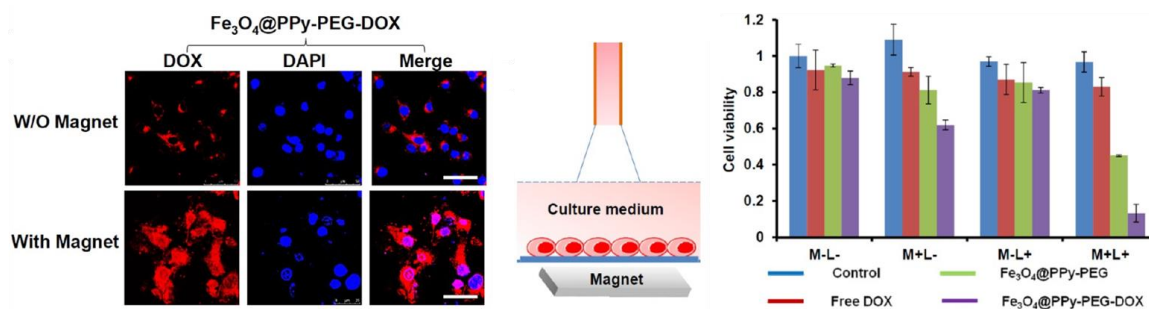 Fe₃O₄@PPy-PEG-DOX
DOX DAPI Merge
W/O Magnet
With Magnet
Culture medium
Magnet
Cell viability
1.2
1
0.8
0.6
0.4
0.2
0
M-L- M+L- M-L+ M+L+
Control Fe₃O₄@PPy-PEG
Free DOX Fe₃O₄@PPy-PEG-DOX